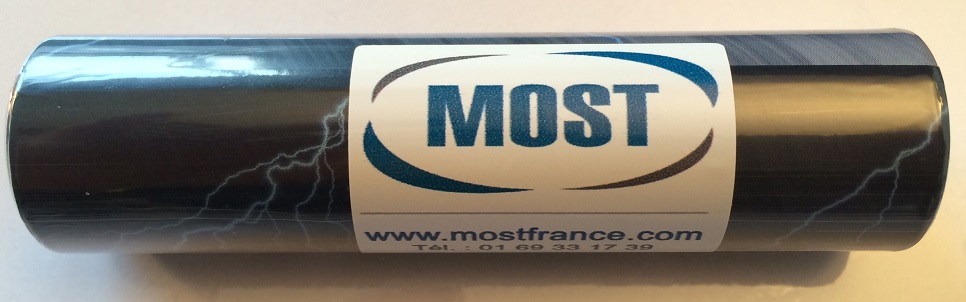 MOST
www.mostfrance.com
Tél. : 01 69 33 17 39